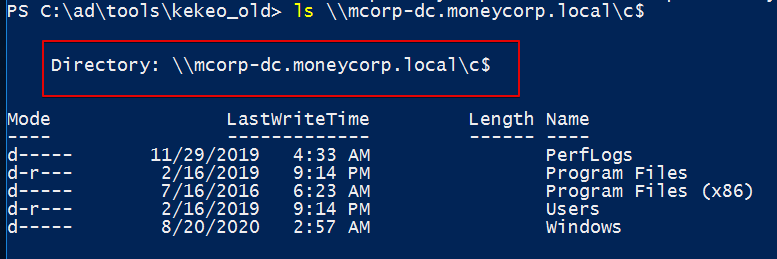 PS C:\ad\tools\kekeo_old> ls \\mcorp-dc.moneycorp.local\c$
Directory: \\mcorp-dc.moneycorp.local\c$
Mode LastWriteTime Length Name
---- ------------- ------ ----
d----- 11/29/2019 4:33 AM PerfLogs
d-r--- 2/16/2019 9:14 PM Program Files
d----- 7/16/2016 6:23 AM Program Files (x86)
d-r--- 2/16/2019 9:14 PM Users
d----- 8/20/2020 2:57 AM Windows